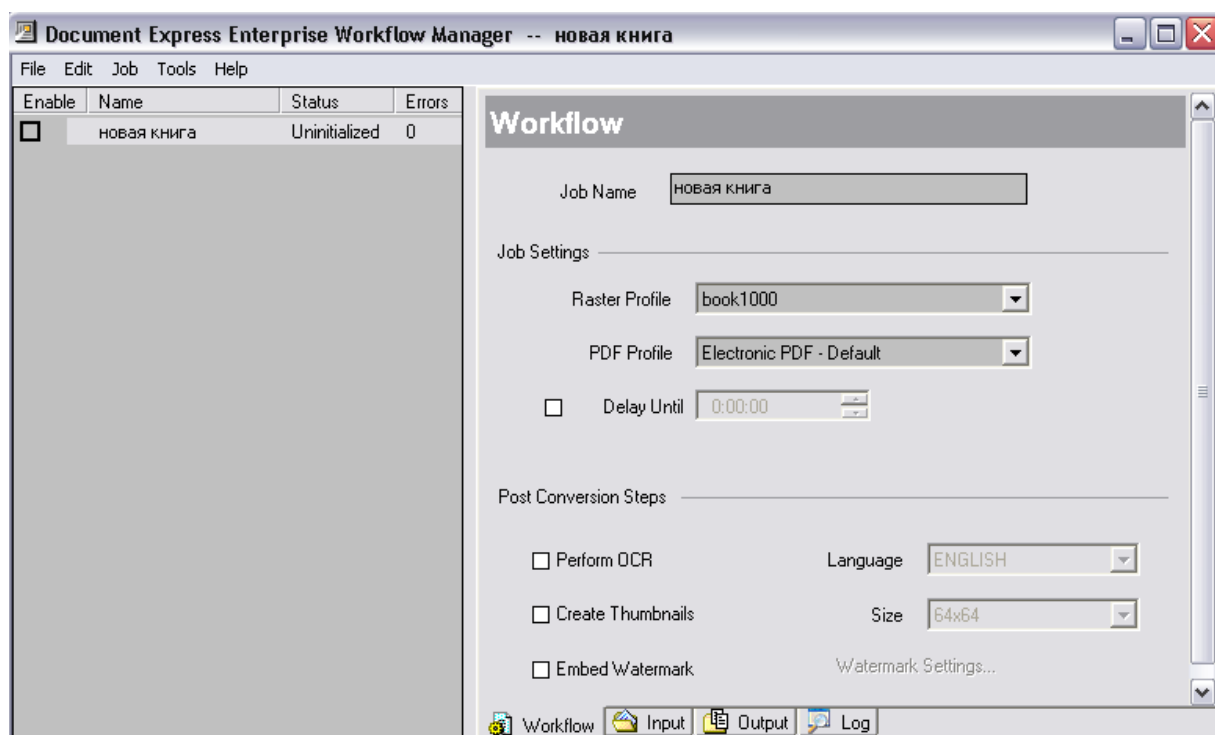 Document Express Enterprise Workflow Manager -- новая книга
File Edit Job Tools Help
Enable Name Status Errors
новая книга Uninitialized 0
Workflow
Job Name новая книга
Job Settings
Raster Profile book1000
PDF Profile Electronic PDF - Default
Delay Until 0:00:00
Post Conversion Steps
Perform OCR Language ENGLISH
Create Thumbnails Size 64x64
Embed Watermark Watermark Settings...
Workflow Input Output Log